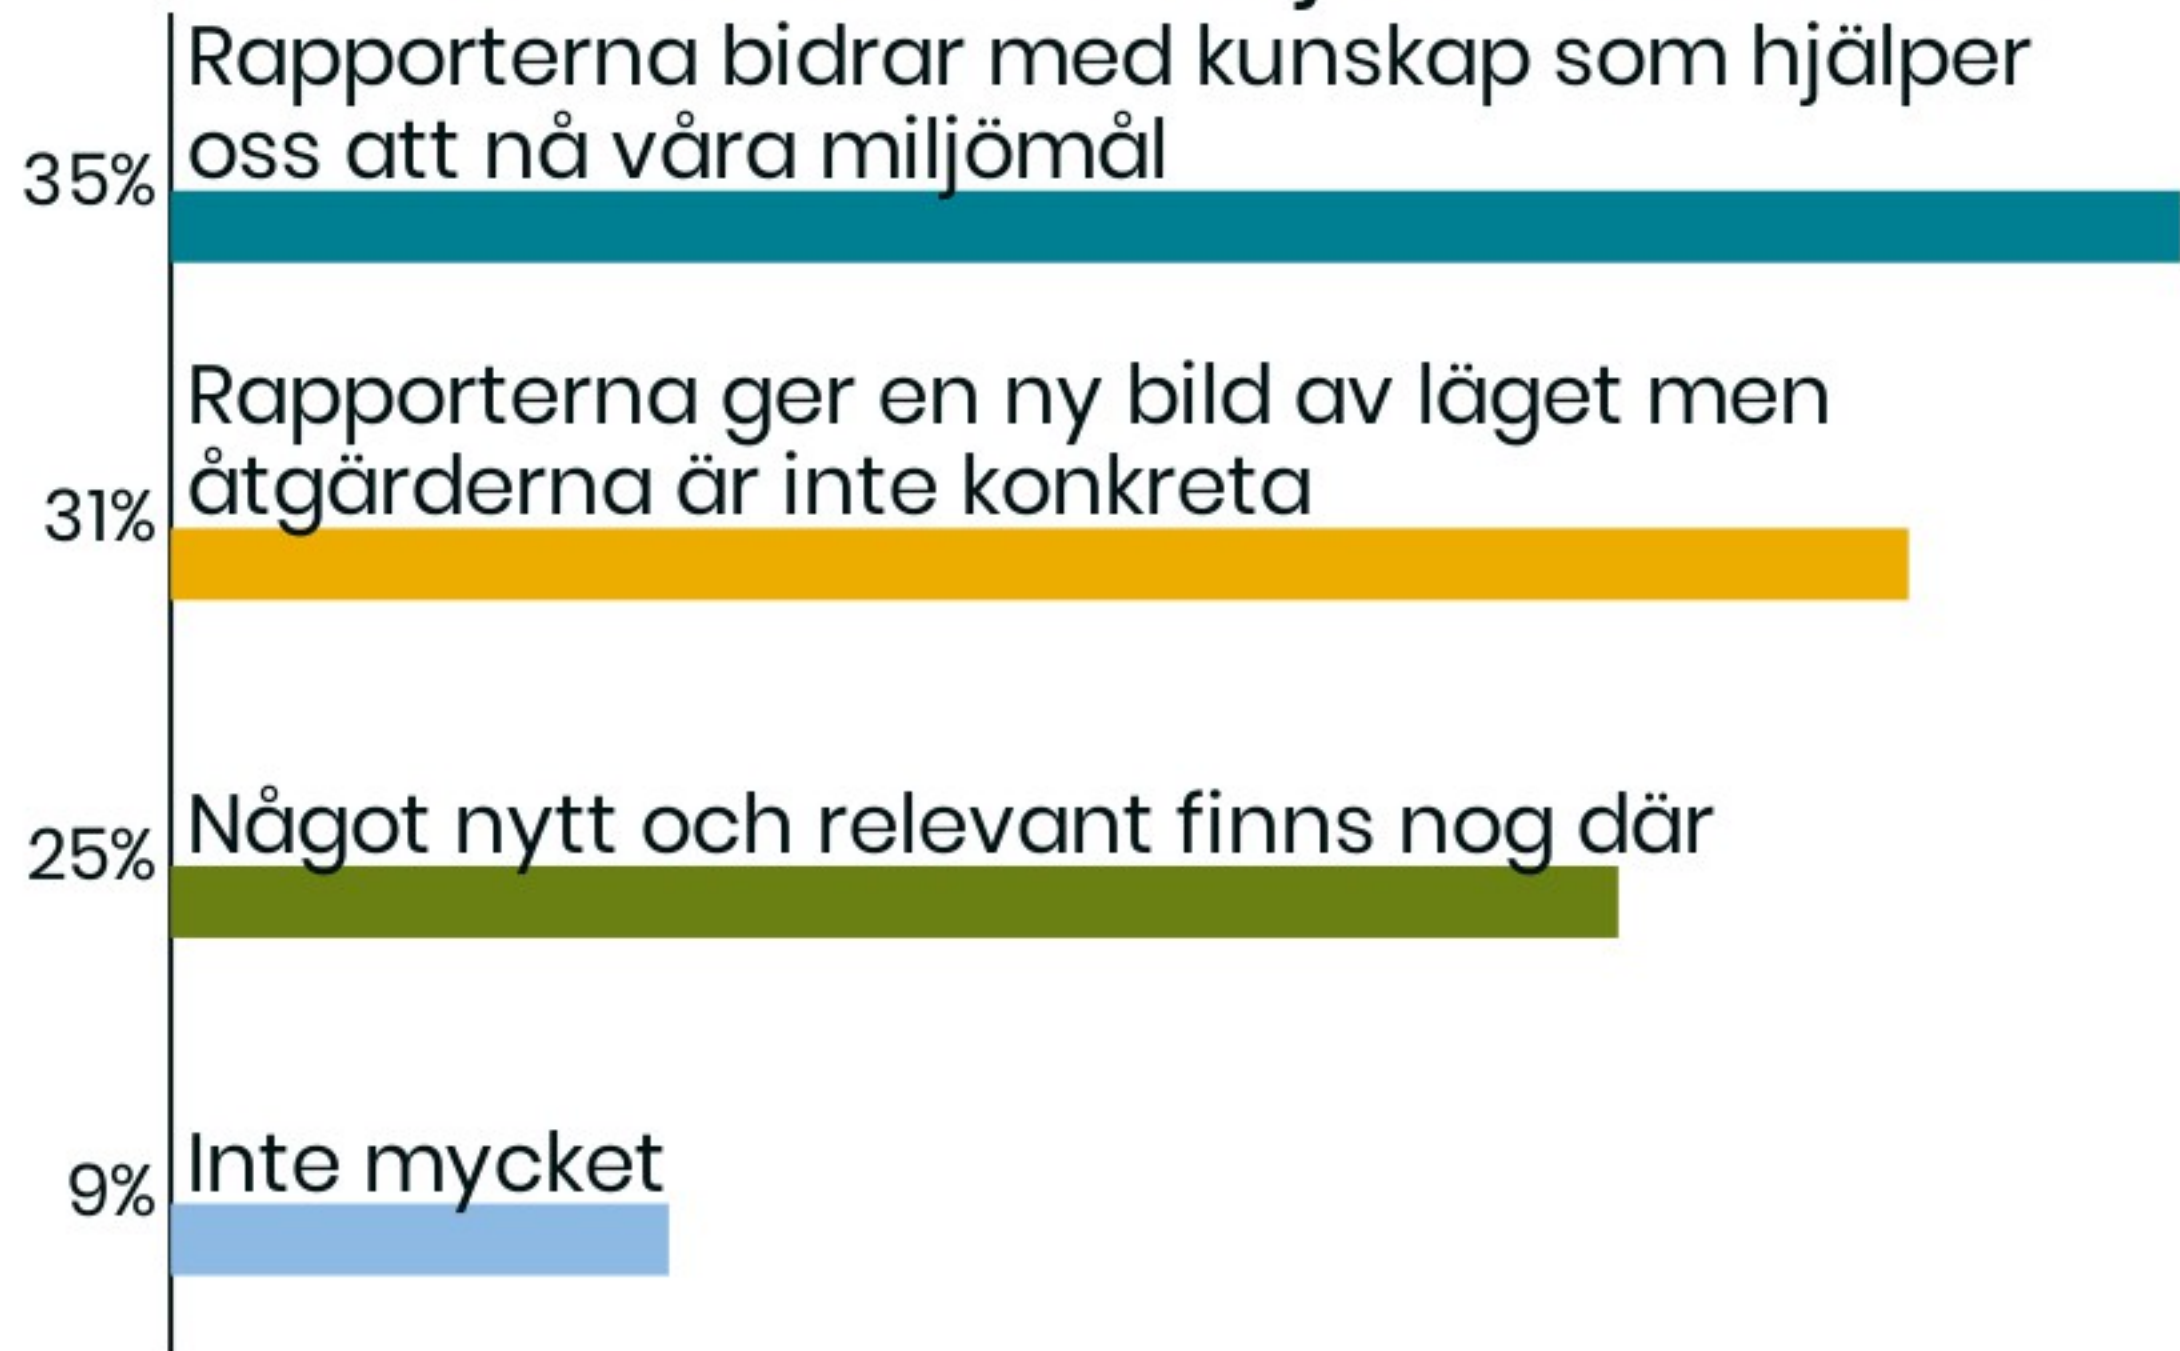 Rapporterna bidrar med kunskap som hjälper
oss att nå våra miljömål
35%
Rapporterna ger en ny bild av läget men
åtgärderna är inte konkreta
31%
Något nytt och relevant finns nog där
25%
Inte mycket
9%